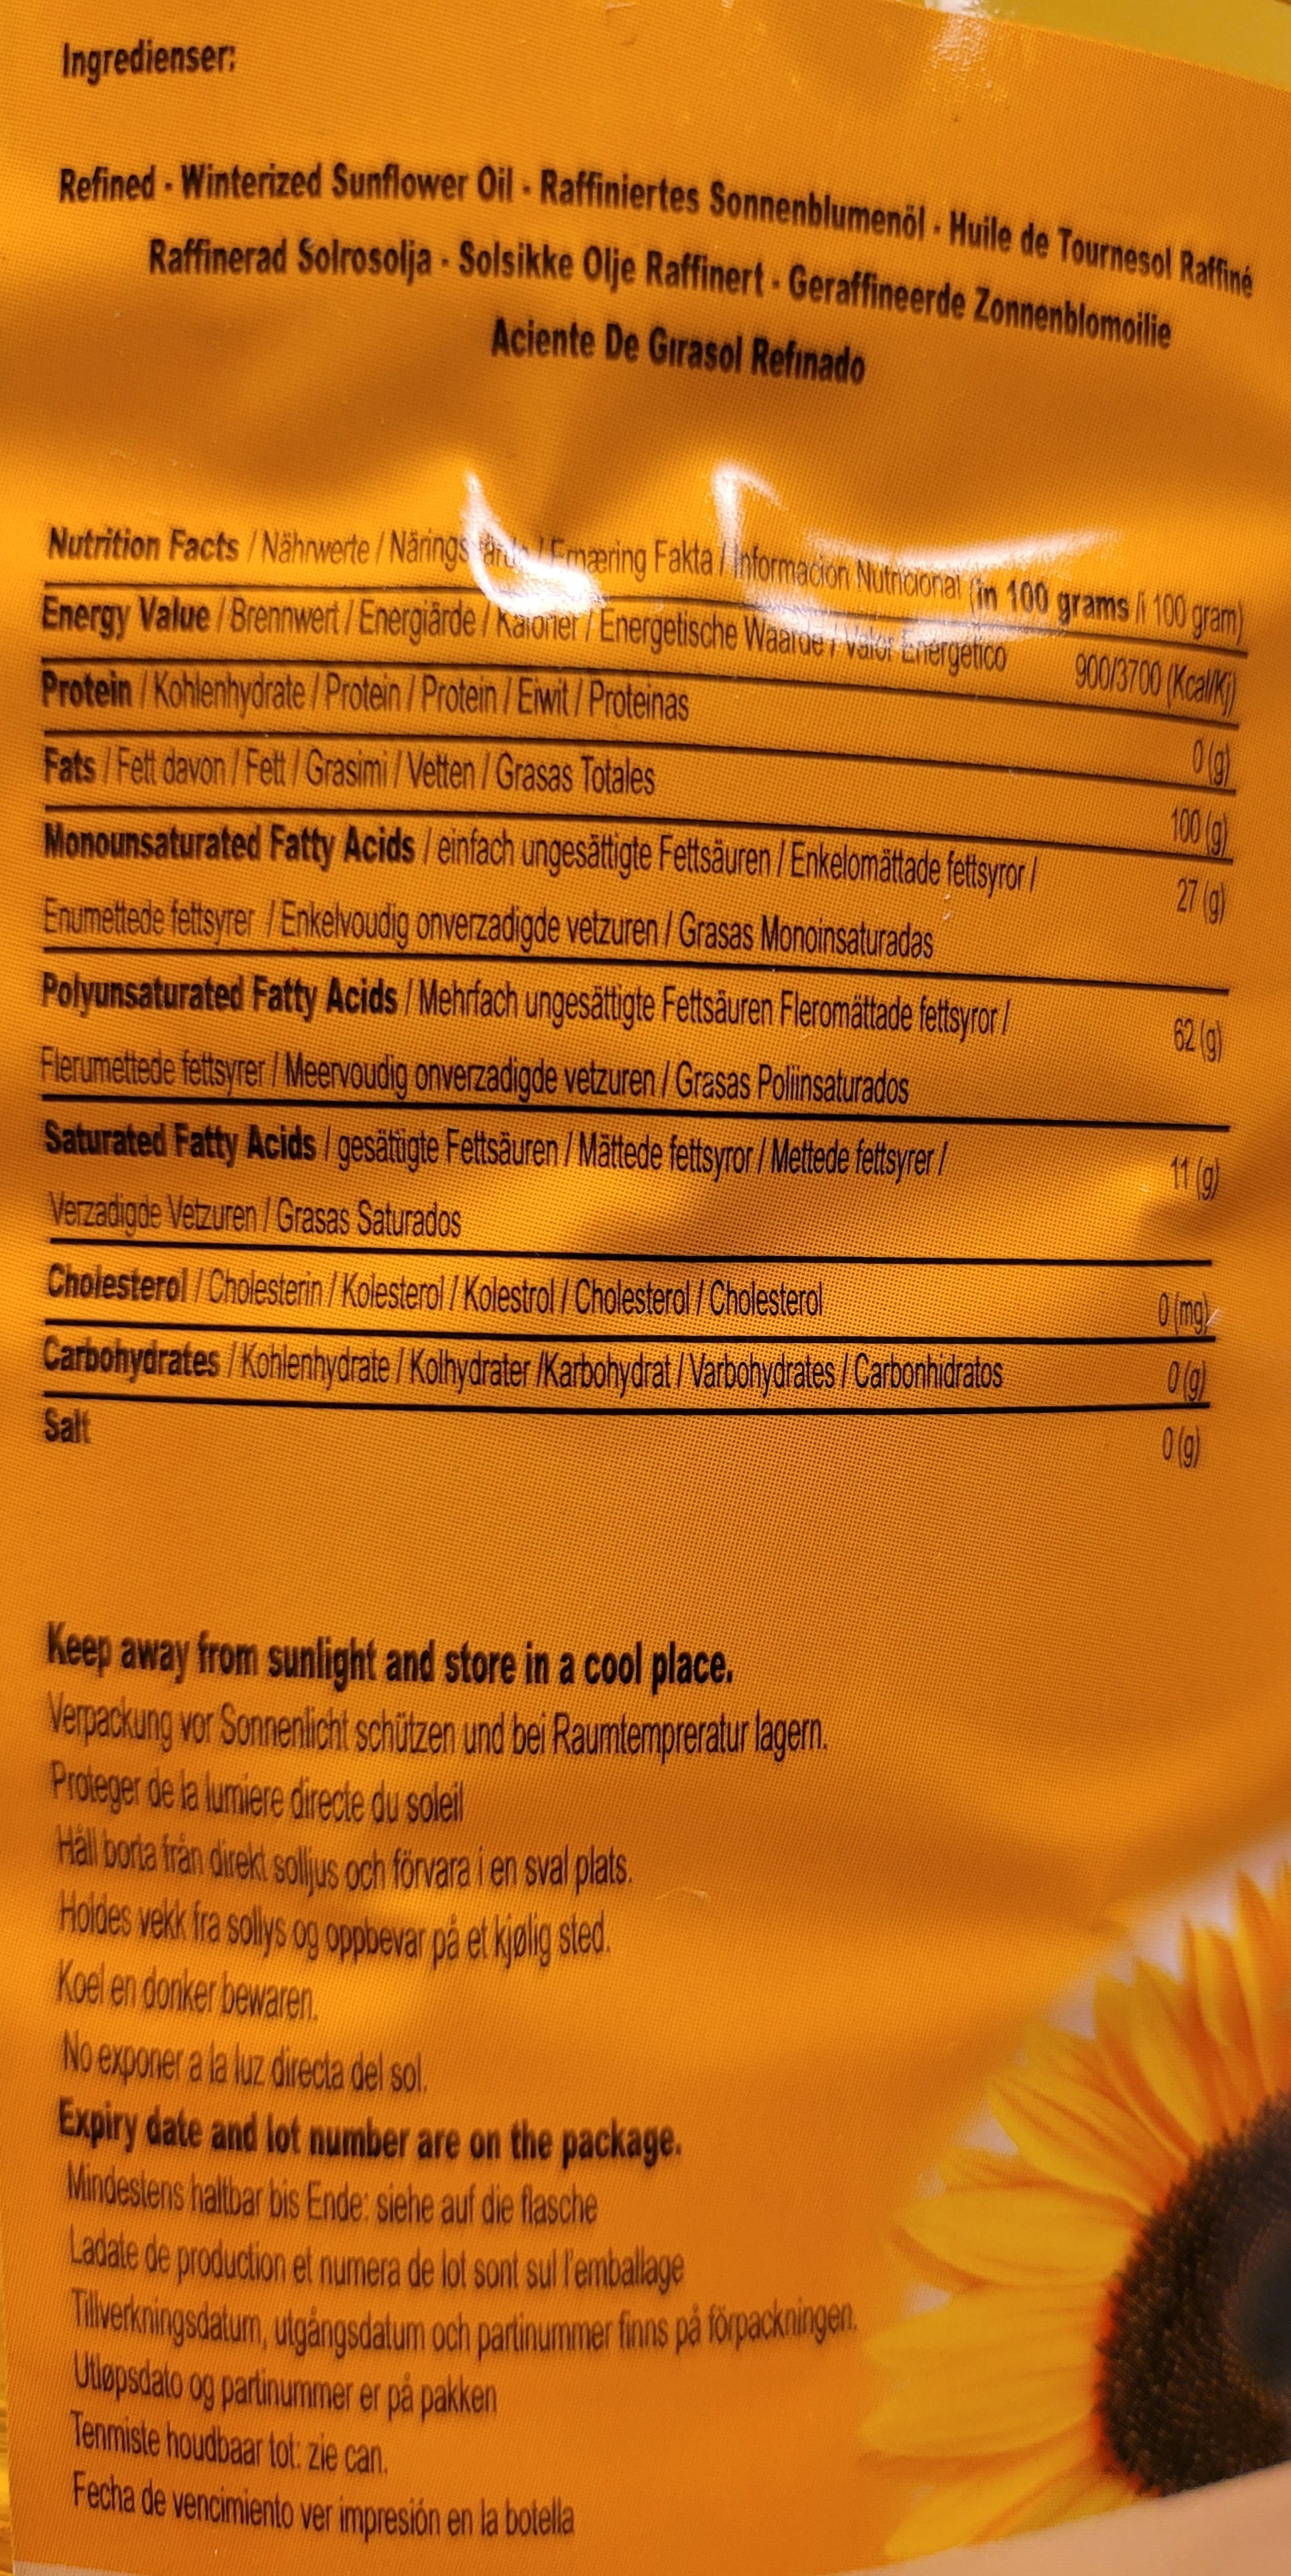 Ingredienser:
Refined - Winterized Sunflower Oil - Raffiniertes Sonnenblumenöl - Huile de Tournesol Raffiné
Raffinerad Solrosolja - Solsikke Olje Raffinert - Geraffineerde Zonnenblomoilie
Aciente De Gırasol Refınado
Nutrition Facts / Nährwerte / Närings / Ernæring Fakta / Informacion Nutricional (in 100 grams /i 100 gram)
Energy Value / Brennwert / Energiärde / Kalorier / Energetische Waarde / Valor Energetico 900/3700 (Kcal/Kj)
Protein / Kohlenhydrate / Protein / Protein / Eiwit / Proteinas 0 (g)
Fats / Fett davon / Fett / Grasimi / Vetten / Grasas Totales 100 (g)
Monounsaturated Fatty Acids / einfach ungesättigte Fettsäuren / Enkelomättade fettsyror / 27 (g)
Enumettede fettsyrer / Enkelvoudig onverzadigde vetzuren / Grasas Monoinsaturadas
Polyunsaturated Fatty Acids / Mehrfach ungesättigte Fettsäuren Fleromättade fettsyror / 62 (g)
Flerumettede fettsyrer / Meervoudig onverzadigde vetzuren / Grasas Poliinsaturados
Saturated Fatty Acids / gesättigte Fettsäuren / Mättede fettsyror / Mettede fettsyrer / 11 (g)
Verzadigde Vetzuren / Grasas Saturados
Cholesterol / Cholesterin / Kolesterol / Kolestrol / Cholesterol / Cholesterol 0 (mg)
Carbohydrates / Kohlenhydrate / Kolhydrater /Karbohydrat / Varbohydrates / Carbonhidratos 0 (g)
Salt 0 (g)
Keep away from sunlight and store in a cool place.
Verpackung vor Sonnenlicht schützen und bei Raumtempreratur lagern.
Proteger de la lumiere directe du soleil
Håll borta från direkt solljus och förvara i en sval plats.
Holdes vekk fra sollys og oppbevar på et kjølig sted.
Koel en donker bewaren.
No exponer a la luz directa del sol.
Expiry date and lot number are on the package.
Mindestens haltbar bis Ende: siehe auf die flasche
Ladate de production et numera de lot sont sul l'emballage
Tillverkningsdatum, utgångsdatum och partinummer finns på förpackningen.
Utløpsdato og partinummer er på pakken
Tenmiste houdbaar tot: zie can.
Fecha de vencimiento ver impresión en la botella